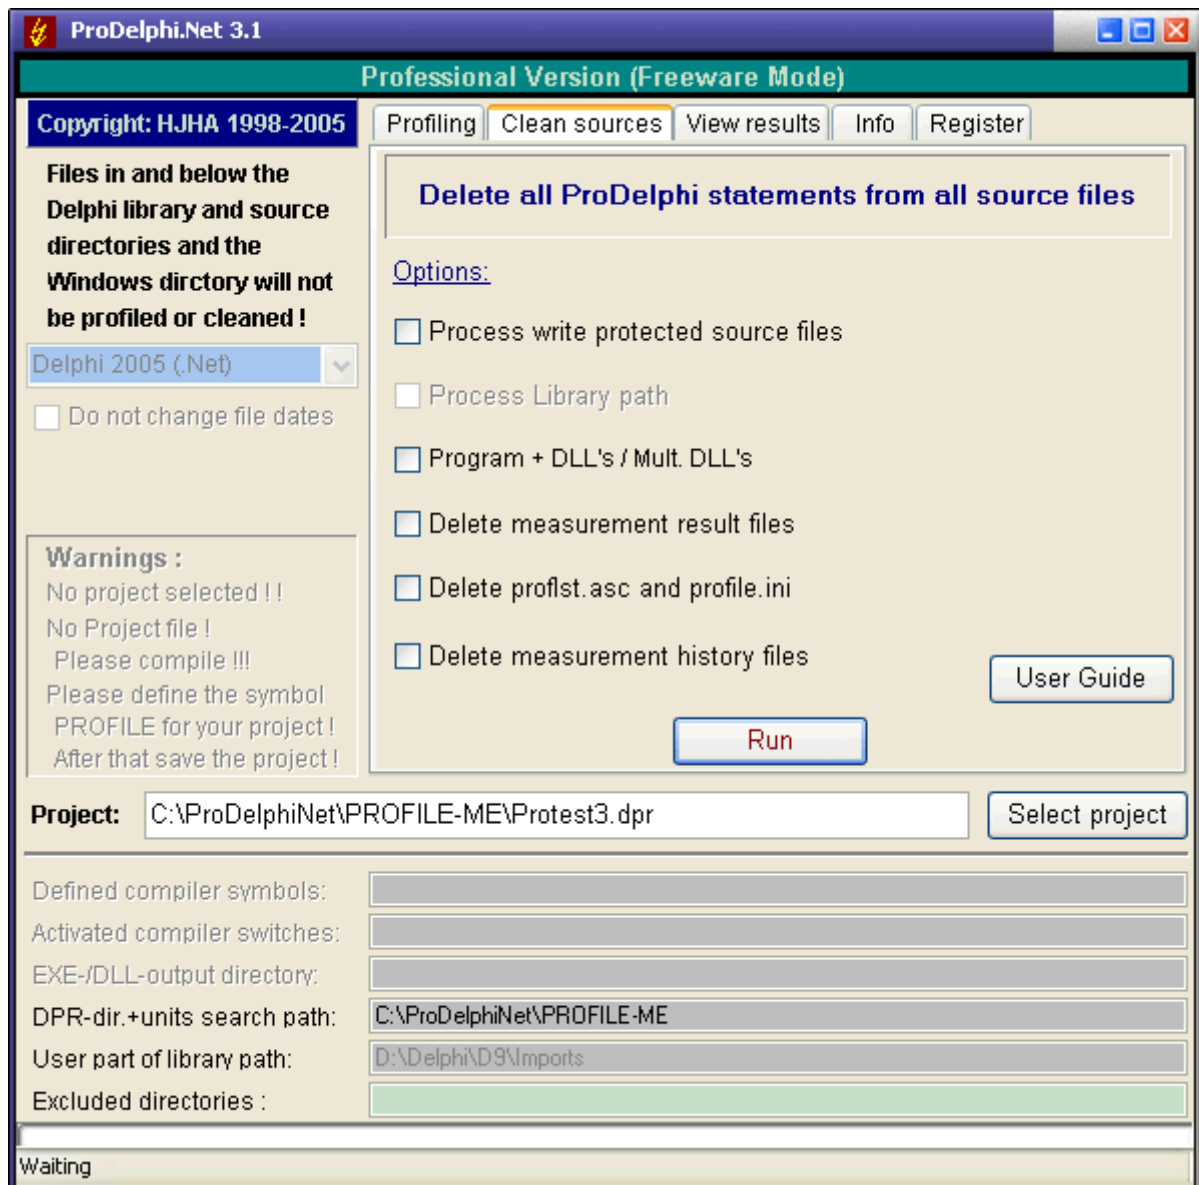 ProDelphi.Net 3.1
Professional Version (Freeware Mode)
Copyright: HJHA 1998-2005
Files in and below the
Delphi library and source
directories and the
Windows dirctory will not
be profiled or cleaned !
Delphi 2005 (.Net)
Do not change file dates
Warnings :
No project selected ! !
No Project file !
Please compile !!!
Please define the symbol
PROFILE for your project !
After that save the project !
Profiling
Clean sources
View results
Info
Register
Delete all ProDelphi statements from all source files
Options:
Process write protected source files
Process Library path
Program + DLL's / Mult. DLL's
Delete measurement result files
Delete proflst.asc and profile.ini
Delete measurement history files
User Guide
Run
Project: C:\ProDelphiNet\PROFILE-ME\Protest3.dpr
Select project
Defined compiler symbols:
Activated compiler switches:
EXE-/DLL-output directory:
DPR-dir.+units search path: C:\ProDelphiNet\PROFILE-ME
User part of library path: D:\Delphi\D9\Imports
Excluded directories :
Waiting